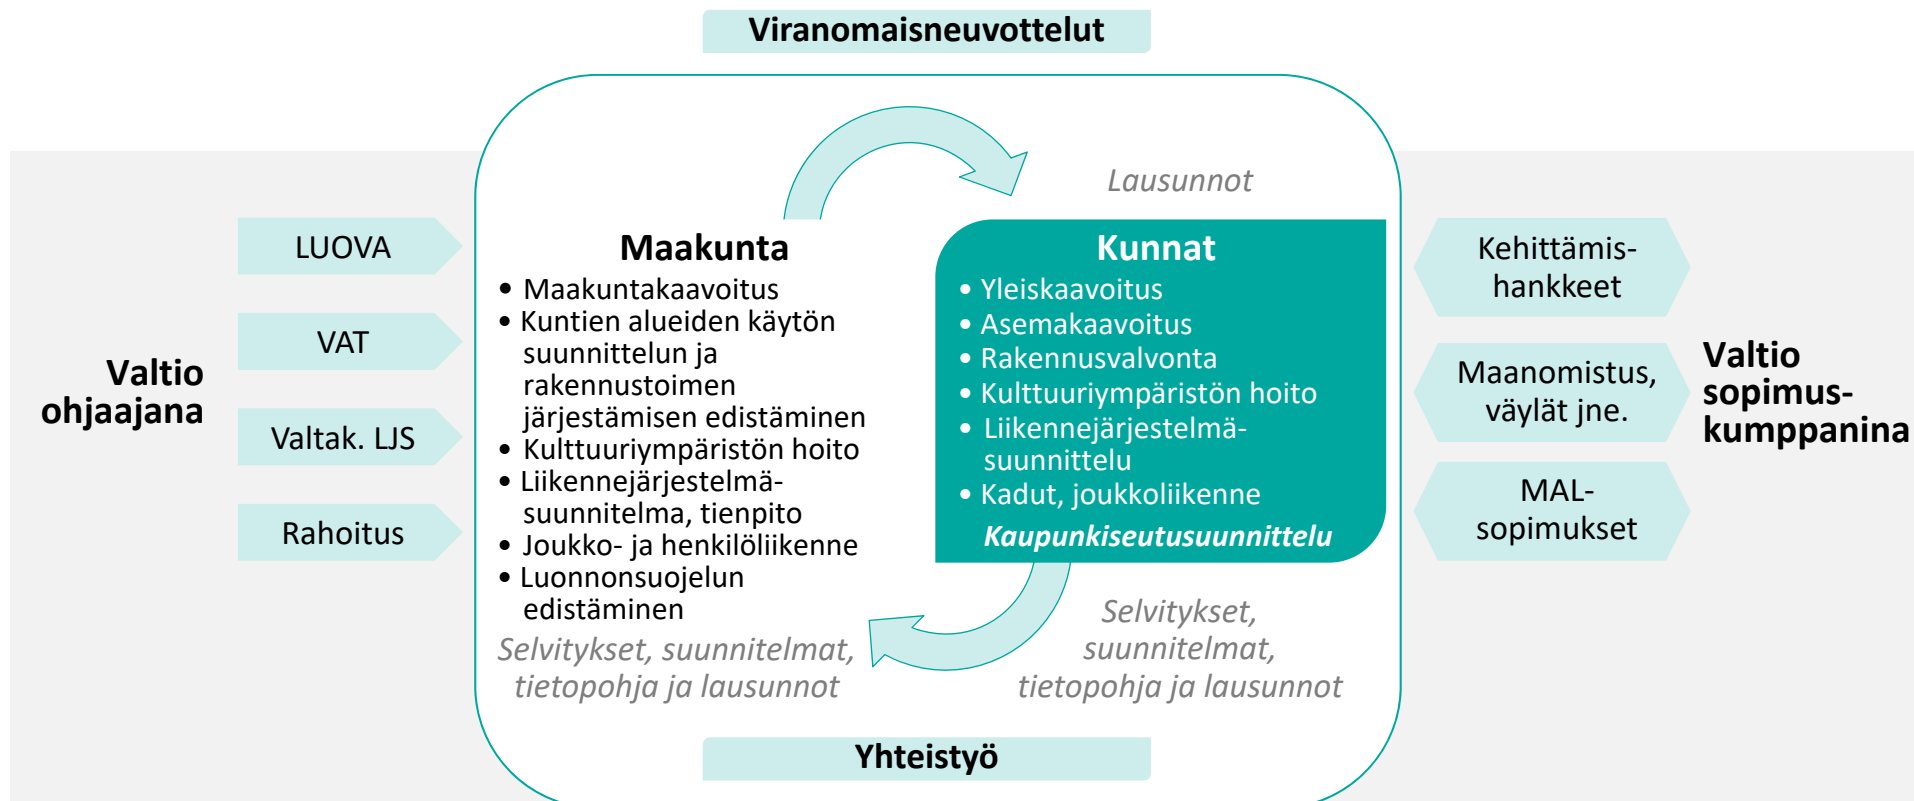 Viranomaisneuvottelut
Valtio
ohjaajana
LUOVA
VAT
Valtak. LJS
Rahoitus
Maakunta
• Maakuntakaavoitus
• Kuntien alueiden käytön
suunnittelun ja
rakennustoimen
järjestämisen edistäminen
• Kulttuuriympäristön hoito
• Liikennejärjestelmä-
suunnitelma, tienpito
• Joukko- ja henkilöliikenne
• Luonnonsuojelun
edistäminen
Selvitykset, suunnitelmat,
tietopohja ja lausunnot
Lausunnot
Kunnat
• Yleiskaavoitus
• Asemakaavoitus
• Rakennusvalvonta
• Kulttuuriympäristön hoito
• Liikennejärjestelmä-
suunnittelu
• Kadut, joukkoliikenne
Kaupunkiseutusuunnittelu
Selvitykset,
suunnitelmat,
tietopohja ja lausunnot
Kehittämis-
hankkeet
Maanomistus,
väylät jne.
MAL-
sopimukset
Valtio
sopimus-
kumppanina
Yhteistyö